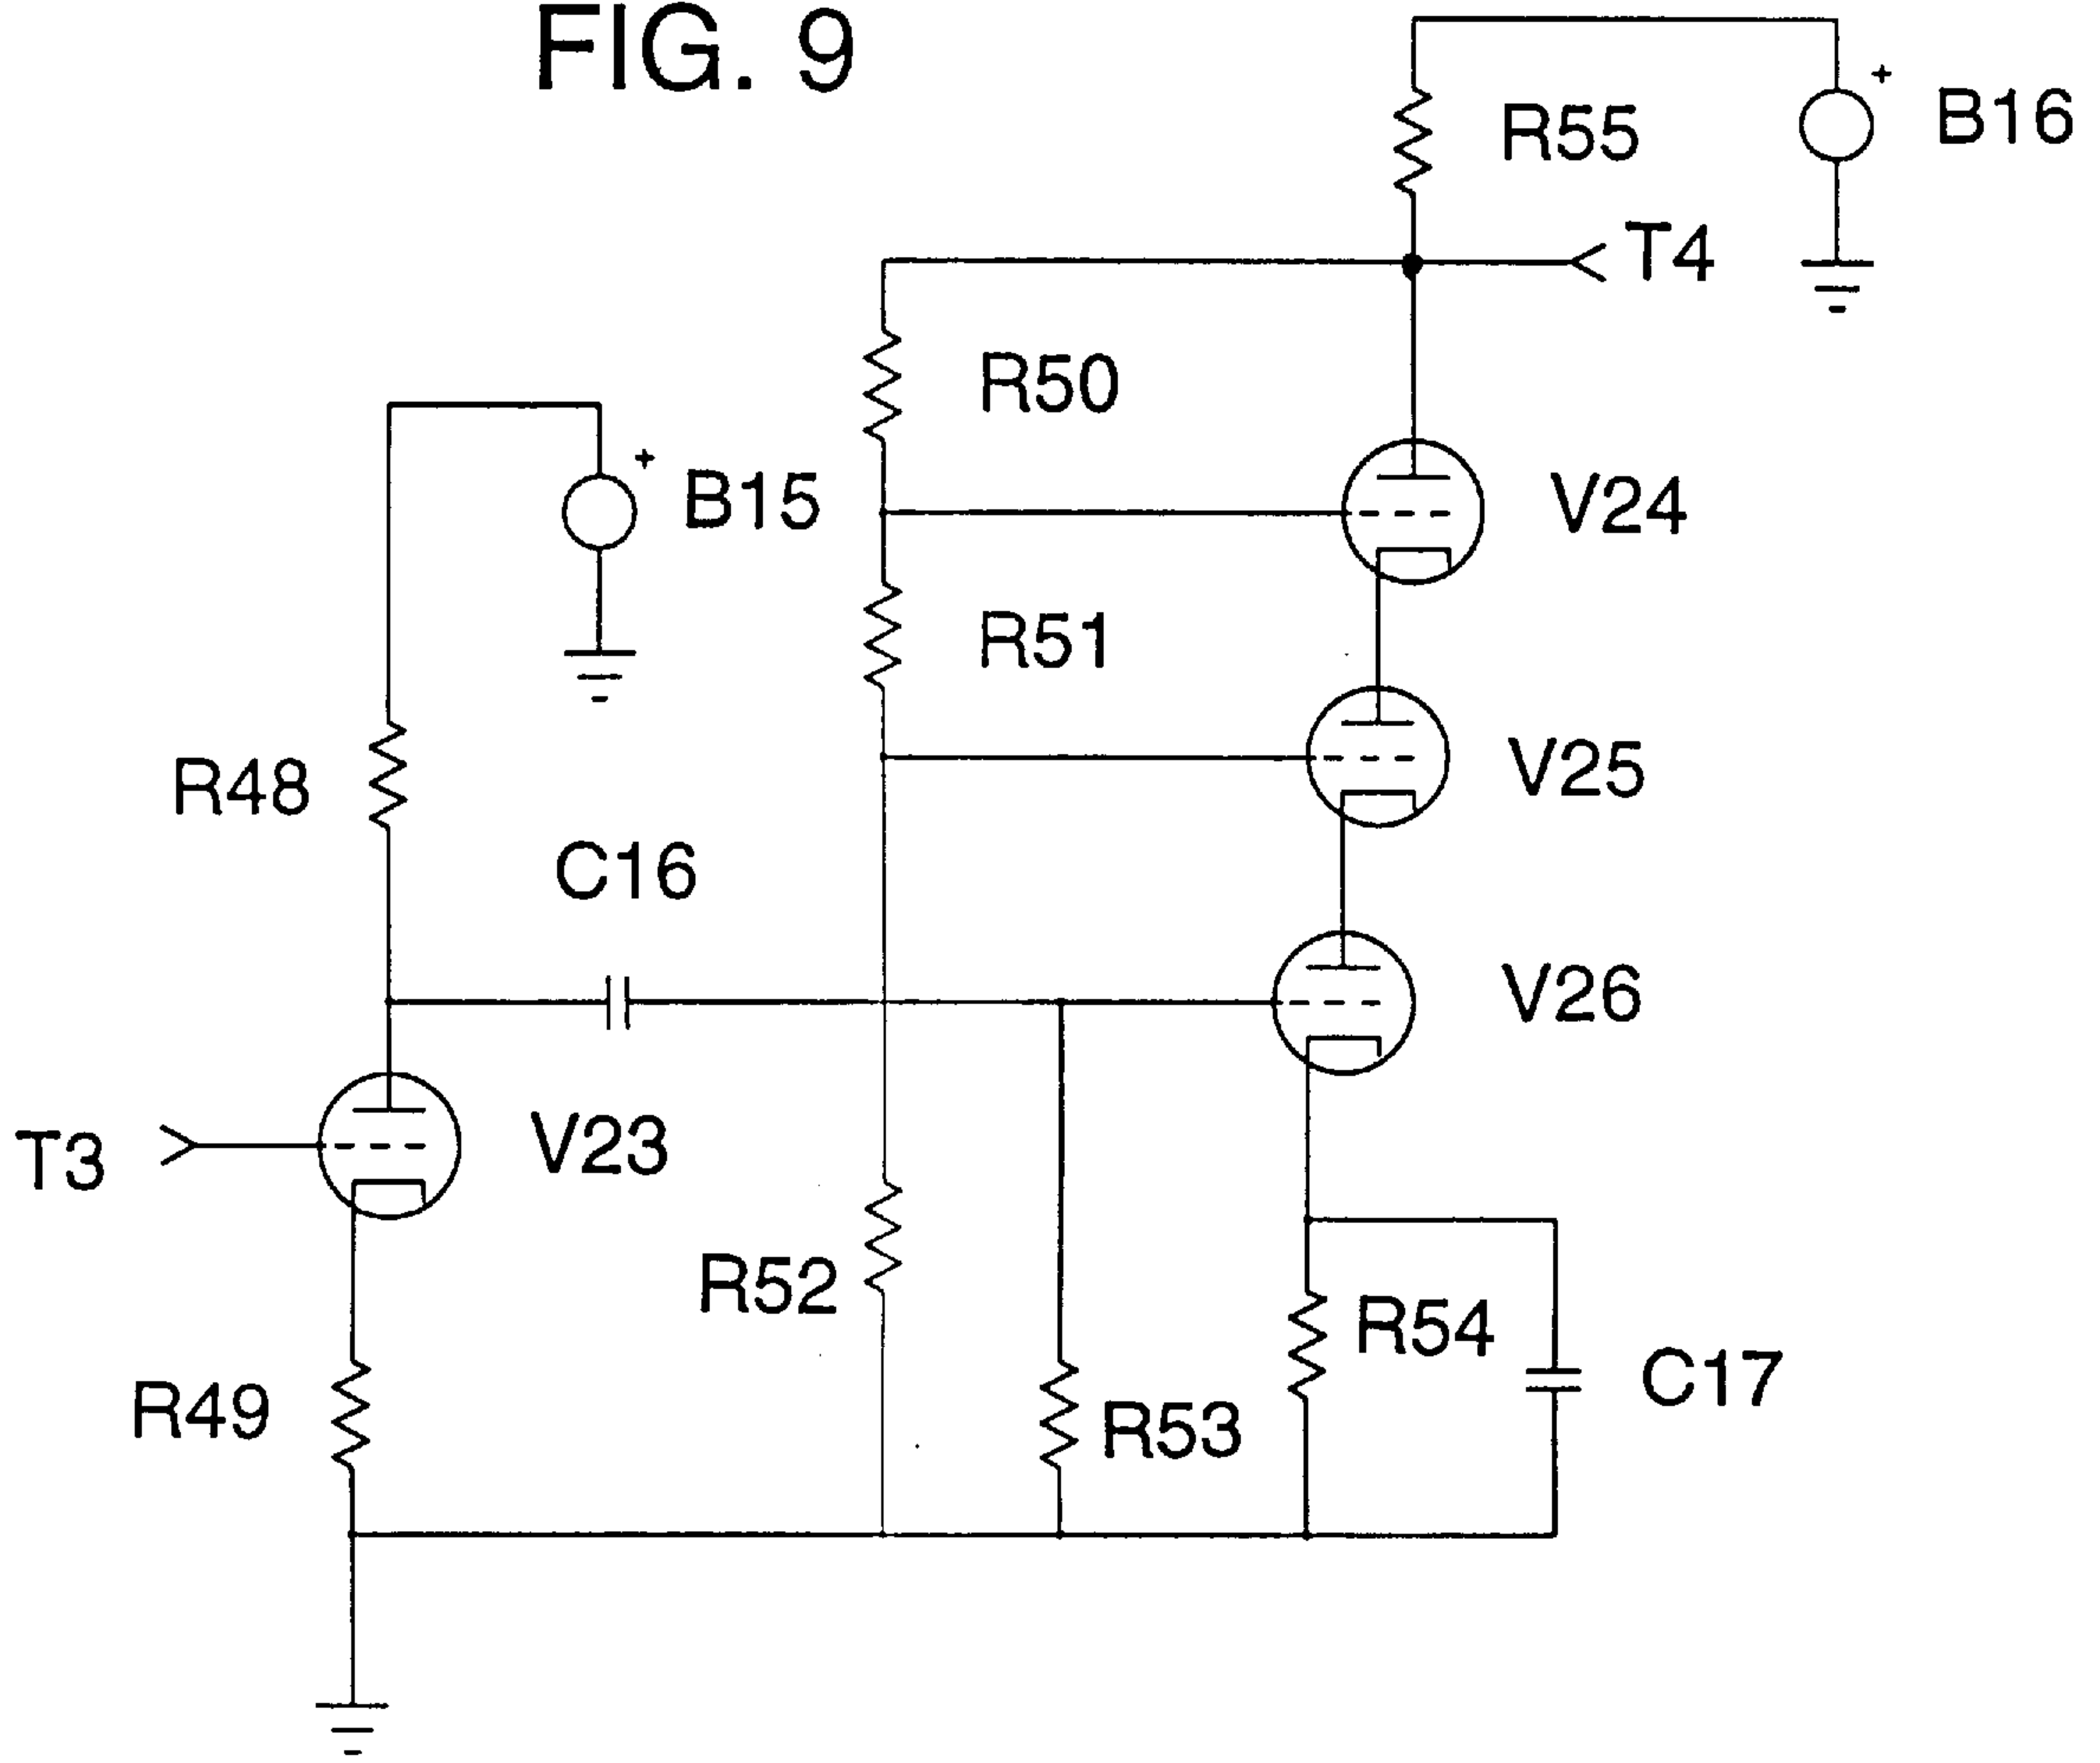 FIG. 9
R55
+
B16
T4
R50
+
B15
V24
R51
V25
R48
C16
V26
T3
V23
R52
R54
C17
R49
R53